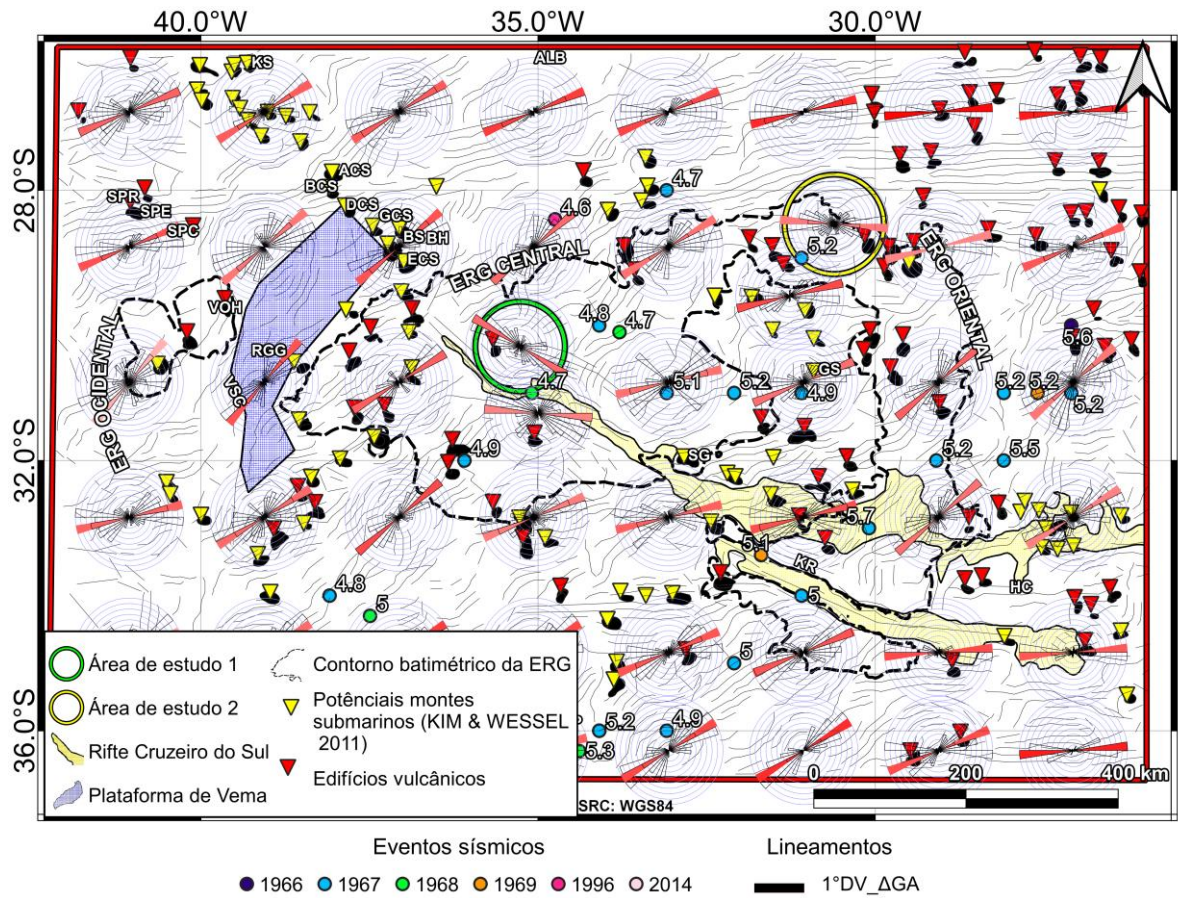 40.0°W 35.0°W 30.0°W
KS ALB
28.0°S
ACS
BCS
SPR
SPE
DCS
SPC
GCS
BS BH
ECS
4.7
4.6
5.2
ERG CENTRAL
ERG ORIENTAL
VOH
4.8
4.7
5.6
ERG OCIDENTAL
RGG
VSG
GS
4.7
5.1
5.2
4.9
5.2
5.2
5.2
32.0°S
4.9
SG
5.2
5.5
5.7
5.1
KR
HC
4.8
5
5
5
36.0°S
5.2
4.9
5.3
Área de estudo 1
Área de estudo 2
Rifte Cruzeiro do Sul
Plataforma de Vema
Contorno batimétrico da ERG
Potênciais montes
submarinos (KIM & WESSEL
2011)
Edifícios vulcânicos
0 200 400 km
SRC: WGS84
Eventos sísmicos
1966 1967 1968 1969 1996 2014
Lineamentos
1°DV_ΔGA